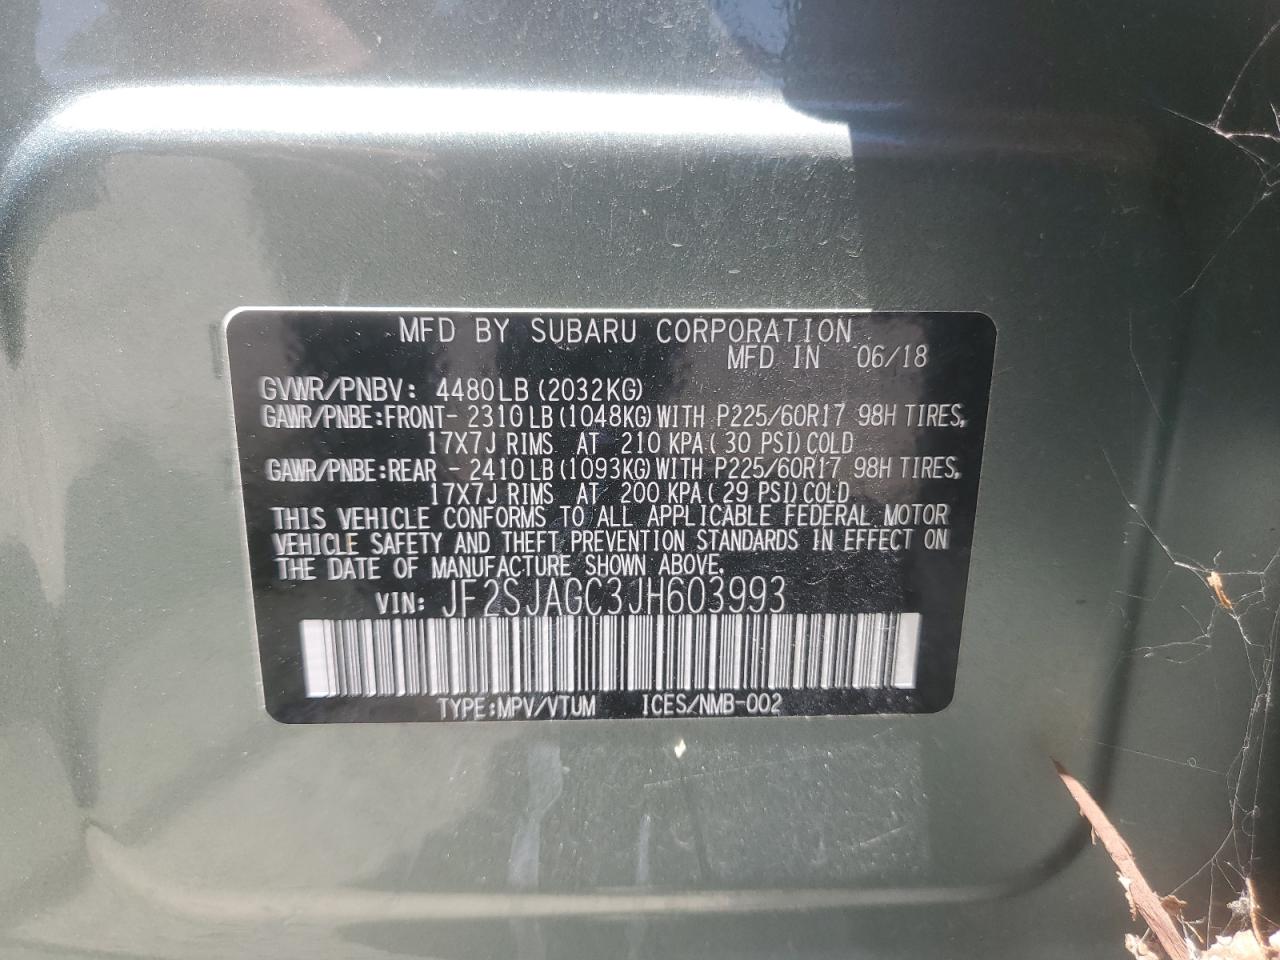 MFD BY SUBARU CORPORATION
MFD IN 06/18
GVWR/PNBV: 4480LB (2032KG)
GAWR/PNBE:FRONT- 2310LB (1048KG) WITH P225/60R17 98H TIRES,
17X7J RIMS AT 210 KPA ( 30 PSI) COLD
GAWR/PNBE:REAR - 2410LB (1093KG) WITH P225/60R17 98H TIRES,
17X7J RIMS AT 200 KPA ( 29 PSI) COLD
THIS VEHICLE CONFORMS TO ALL APPLICABLE FEDERAL MOTOR
VEHICLE SAFETY AND THEFT PREVENTION STANDARDS IN EFFECT ON
THE DATE OF MANUFACTURE SHOWN ABOVE.
VIN: JF2SJAGC3JH603993
TYPE:MPV/VTUM ICES/NMB-002